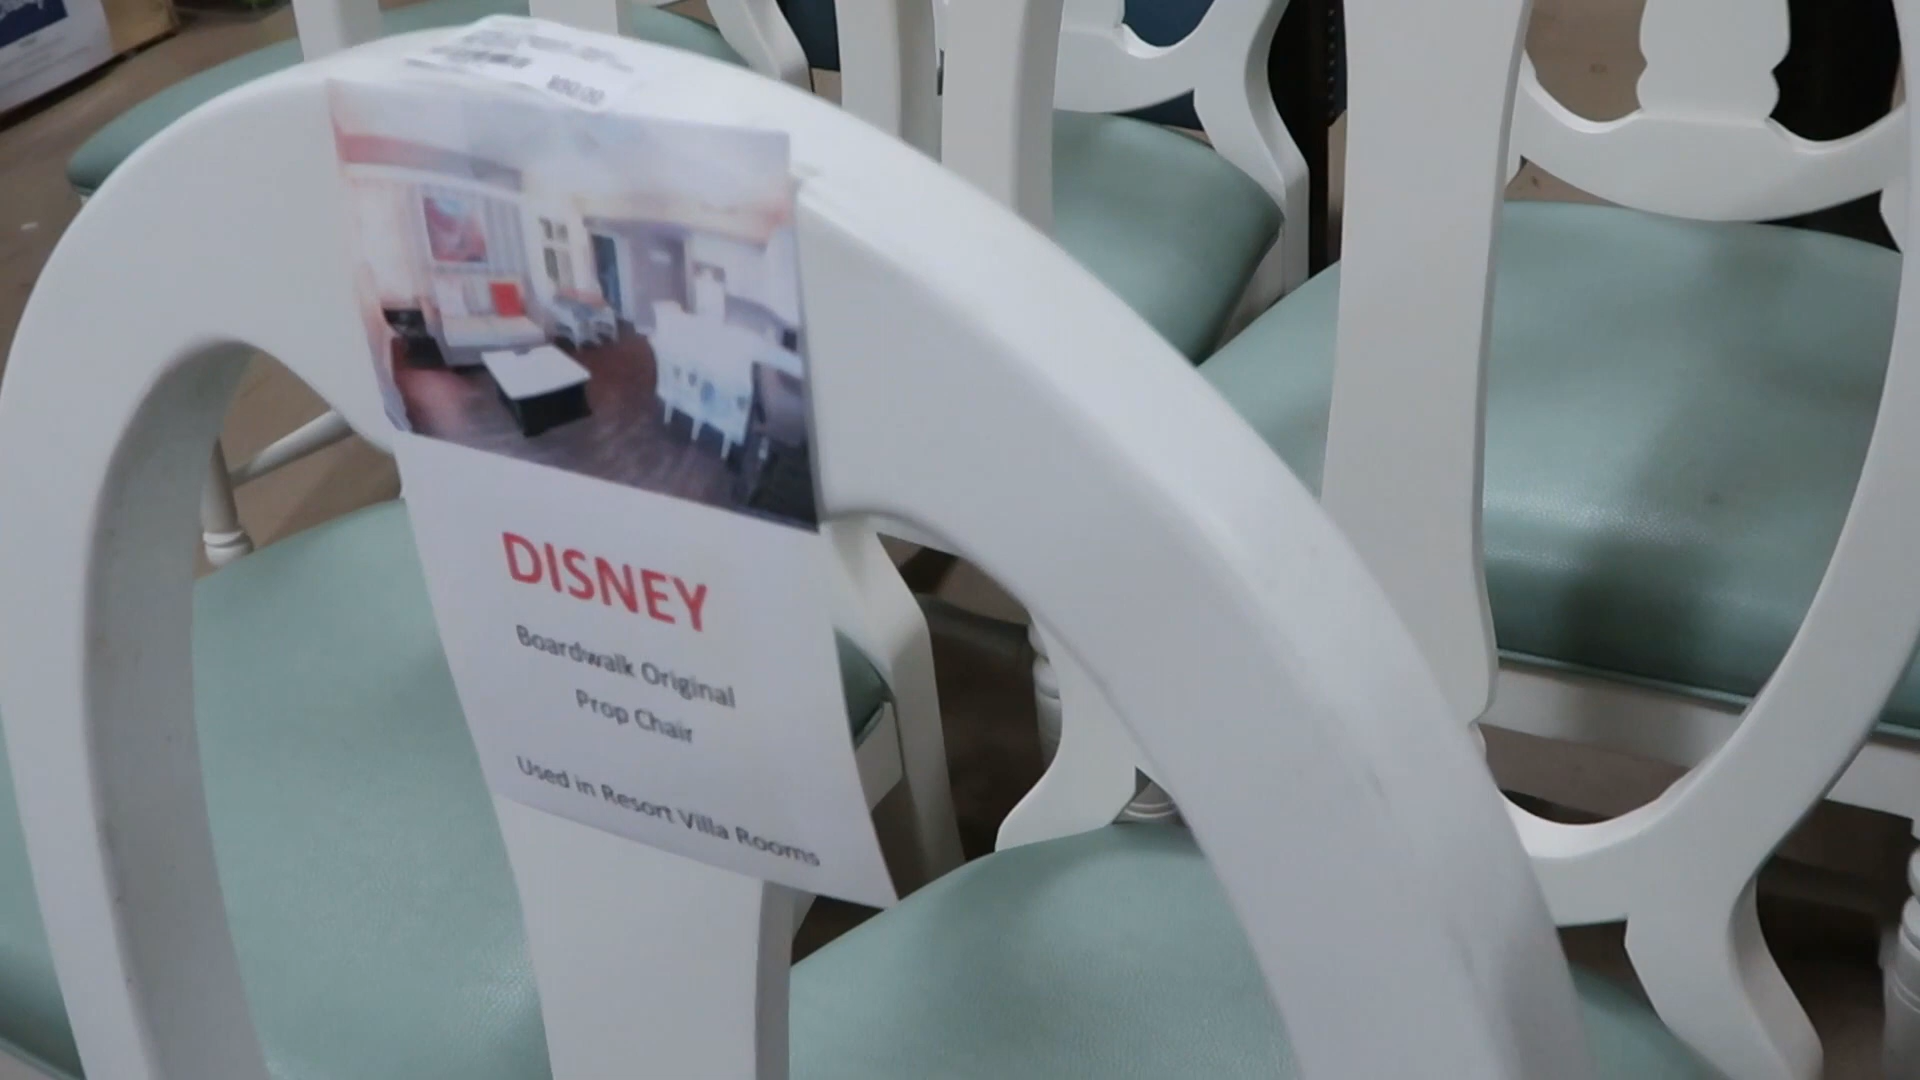 DISNEY
Boardwalk Original
Prop Chair
Used in Resort Villa Rooms